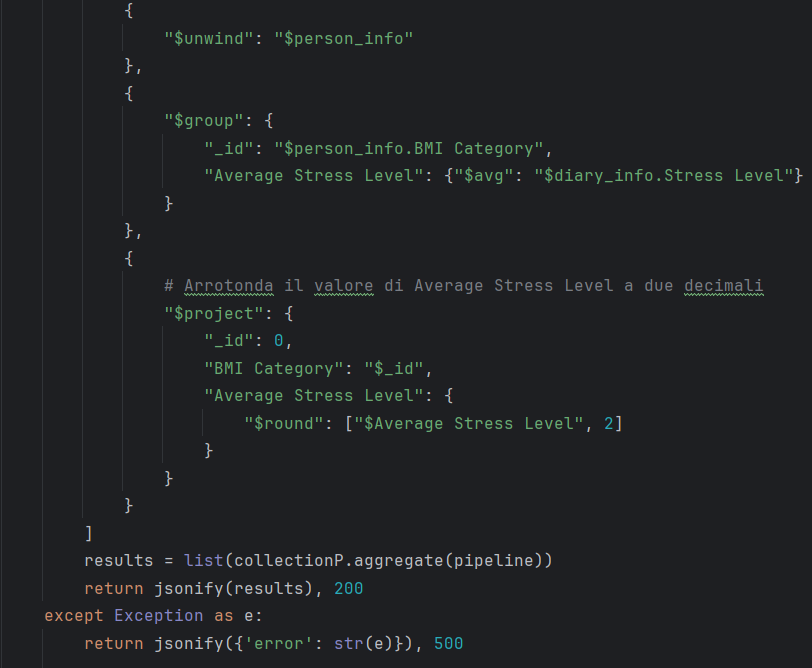 {
"$unwind": "$person_info"
},
{
"$group": {
"_id": "$person_info.BMI Category",
"Average Stress Level": {"$avg": "$diary_info.Stress Level"}
}
},
{
# Arrotonda il valore di Average Stress Level a due decimali
"$project": {
"_id": 0,
"BMI Category": "$_id",
"Average Stress Level": {
"$round": ["$Average Stress Level", 2]
}
}
}
]
results = list(collectionP.aggregate(pipeline))
return jsonify(results), 200
except Exception as e:
return jsonify({'error': str(e)}), 500